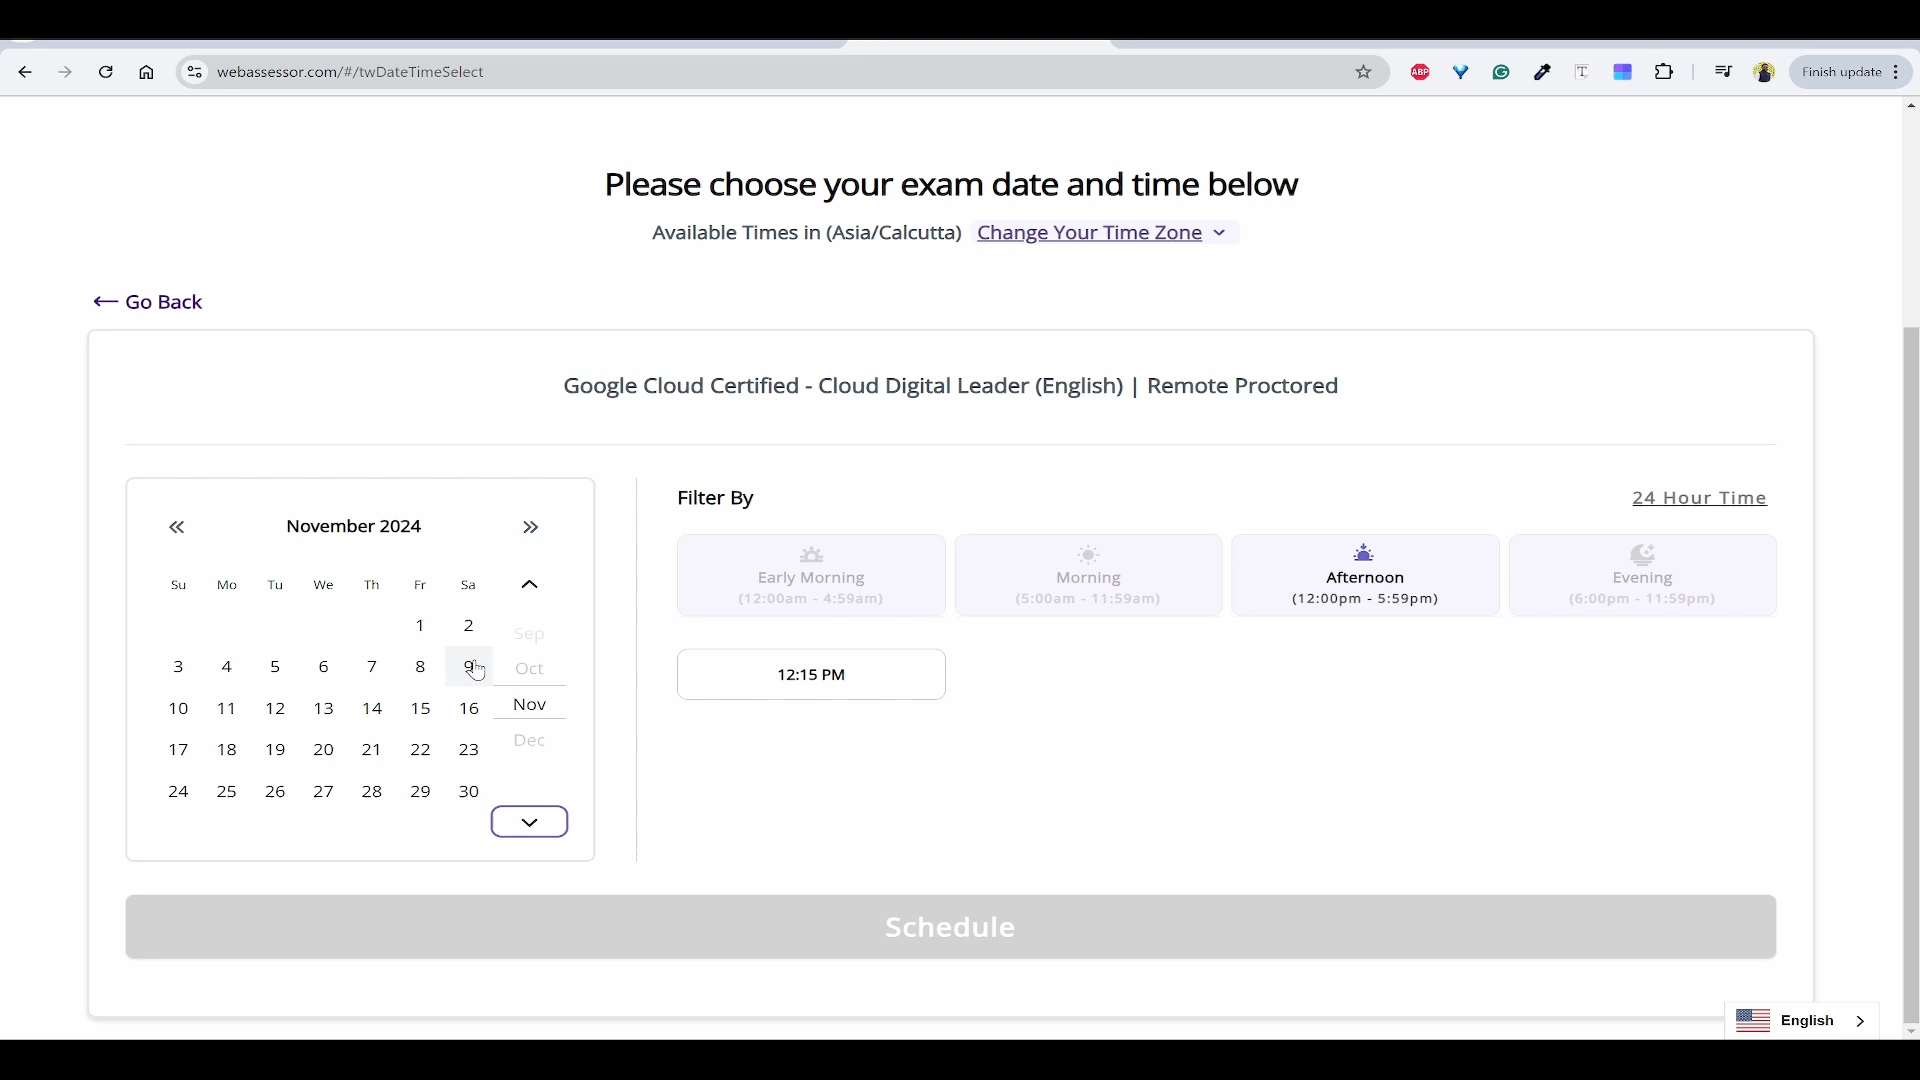 webassessor.com/#/twDateTimeSelect
ABP
T
Finish update
Please choose your exam date and time below
Available Times in (Asia/Calcutta) Change Your Time Zone
Go Back
Google Cloud Certified - Cloud Digital Leader (English) | Remote Proctored
November 2024
Su Mo Tu We Th Fr Sa
1 2
3 4 5 6 7 8 9
10 11 12 13 14 15 16
17 18 19 20 21 22 23
24 25 26 27 28 29 30
Sep
Oct
Nov
Dec
Filter By
24 Hour Time
Early Morning
(12:00am - 4:59am)
Morning
(5:00am - 11:59am)
Afternoon
(12:00pm - 5:59pm)
Evening
(6:00pm - 11:59pm)
12:15 PM
Schedule
English